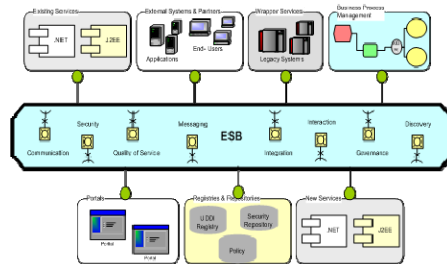 Existing Services
External Systems & Partners
Wrapper Services
Business Process
Management
.NET
J2EE
Applications
End- Users
Legacy Systems
Security
Messaging
ESB
Interaction
Discovery
Communication
Quality of Service
Integration
Governance
Portals
Registries & Repositories
New Services
Portal
Portal
UDDI
Registry
Security
Repository
Policy
.NET
J2EE